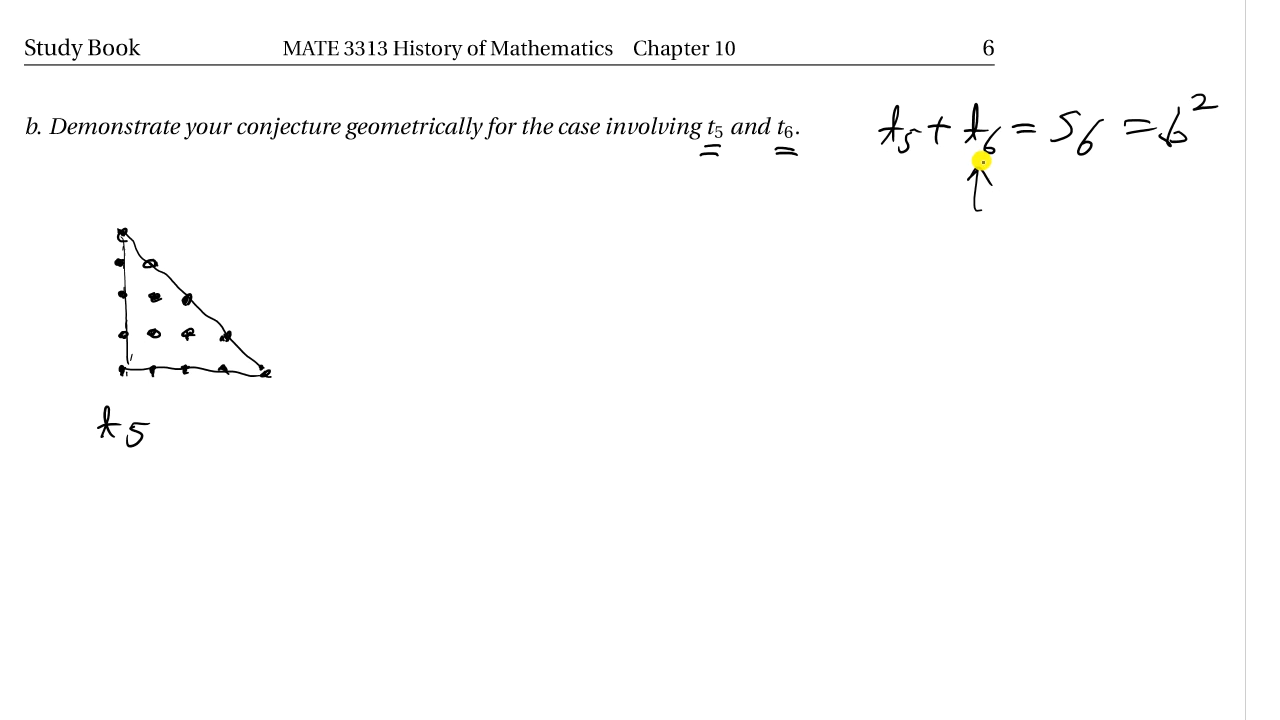 Study Book MATE 3313 History of Mathematics Chapter 10 6
b. Demonstrate your conjecture geometrically for the case involving t₅ and t₆.
t₅ + t₆ = S₆ = 6²
t₅